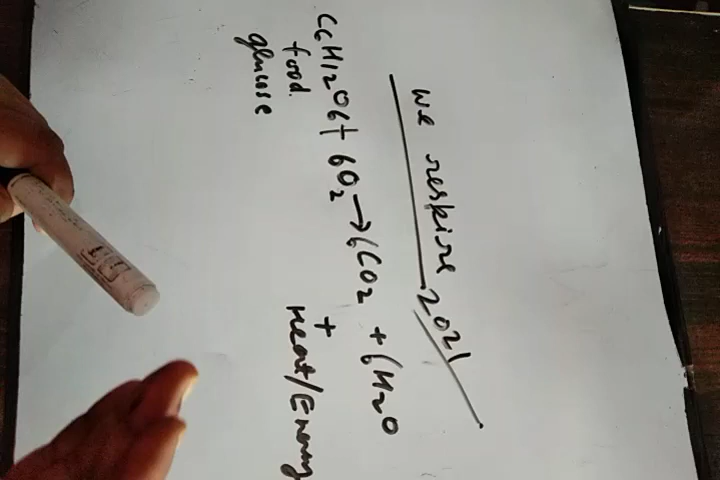 we respire 2021
C6H12O6 + 6O2 → 6CO2 + 6H2O
food. + Heat/Energy
glucose